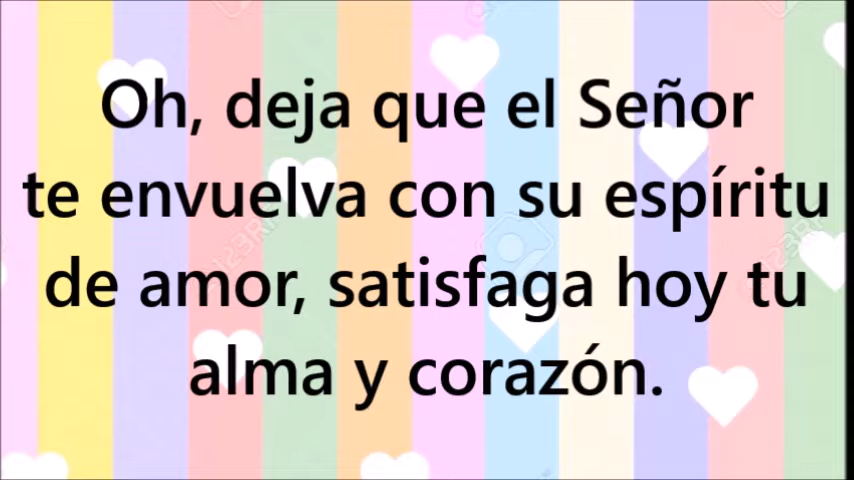 Oh, deja que el Señor
te envuelva con su espíritu
de amor, satisfaga hoy tu
alma y corazón.